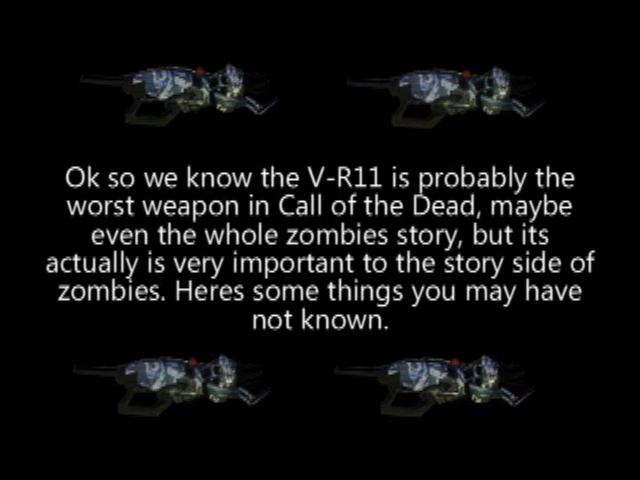 Ok so we know the V-R11 is probably the
worst weapon in Call of the Dead, maybe
even the whole zombies story, but its
actually is very important to the story side of
zombies. Heres some things you may have
not known.